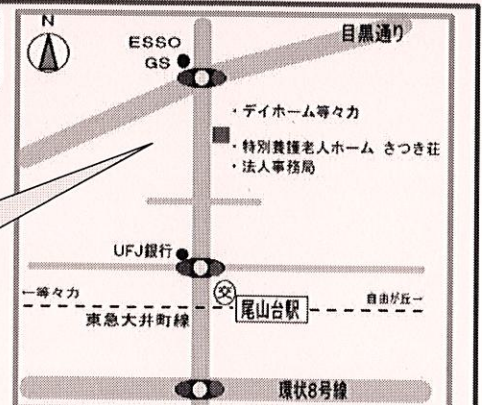 N
目黒通り
ESSO
GS
・デイホーム等々力
・特別養護老人ホーム さつき荘
・法人事務局
UFJ銀行
交
←等々力
尾山台駅
自由が丘→
東急大井町線
環状8号線